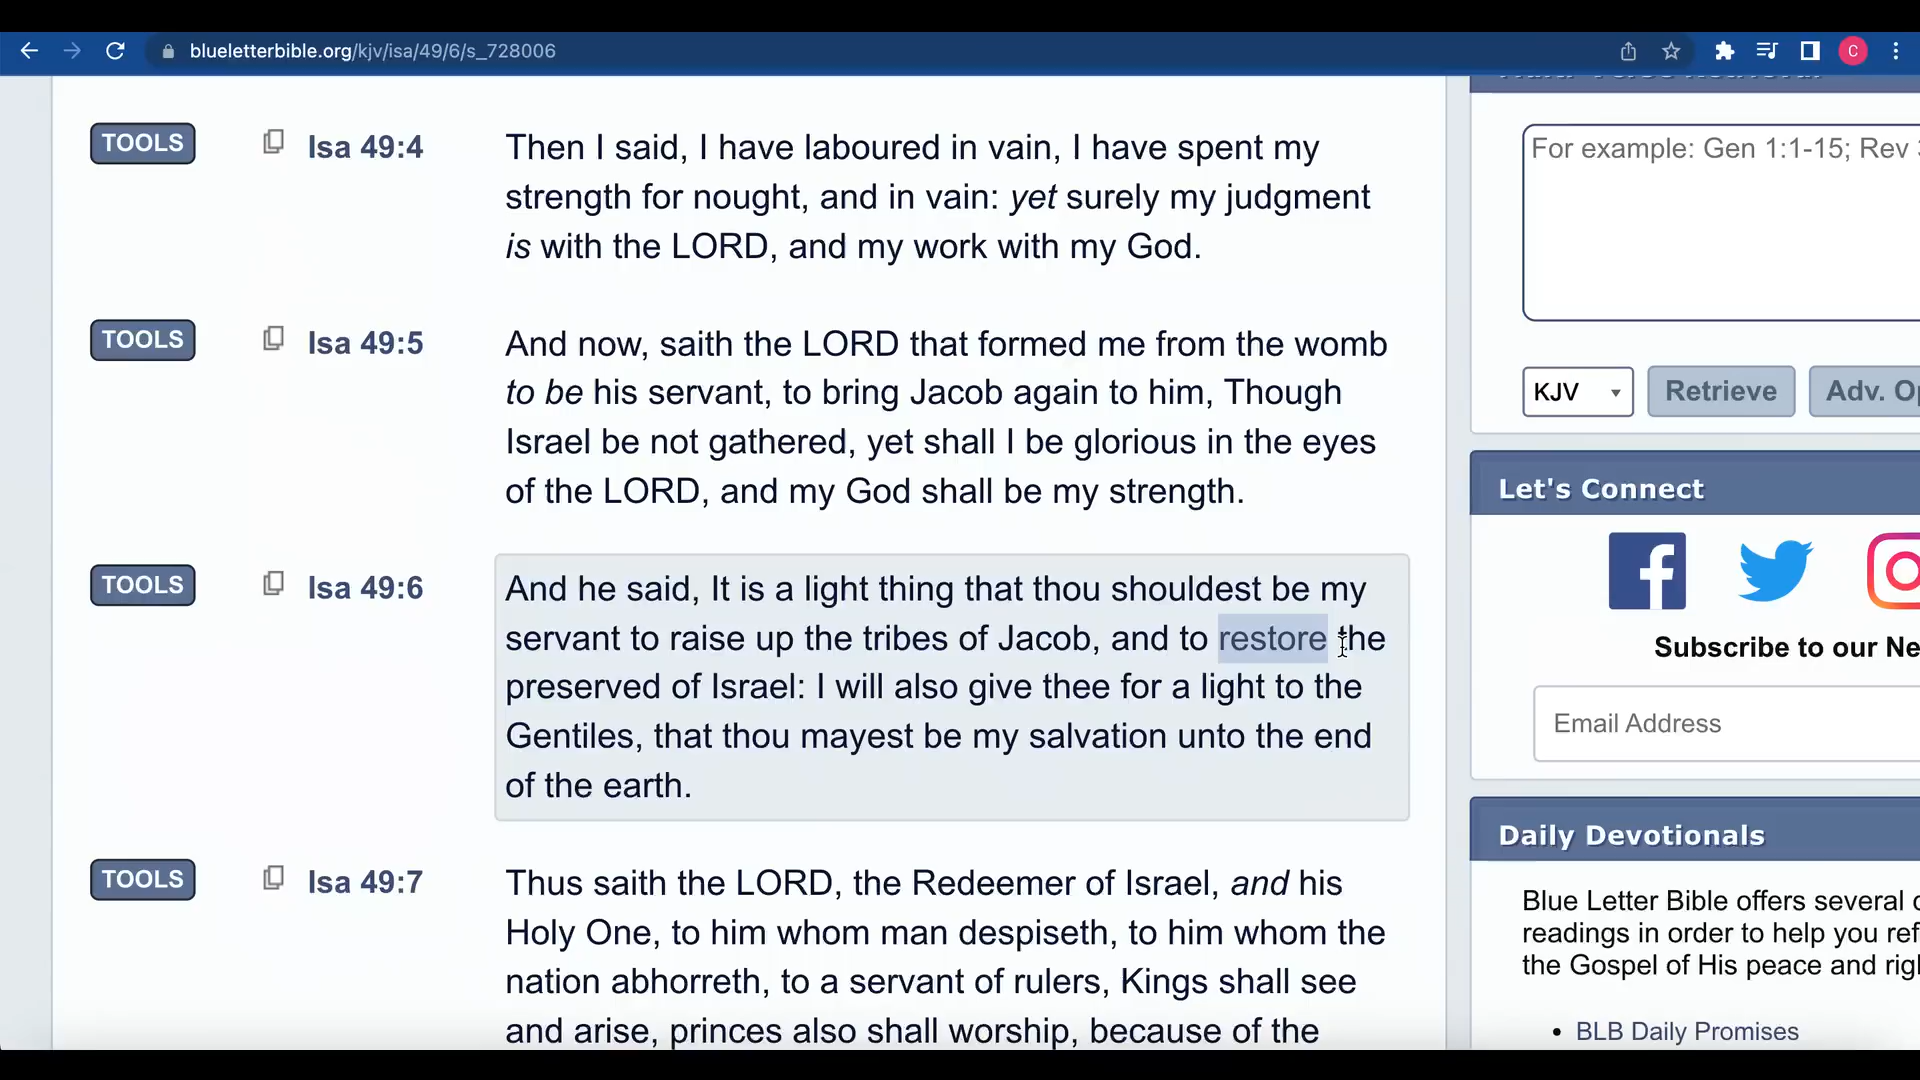 blueletterbible.org/kjv/isa/49/6/s_728006
C
TOOLS
Isa 49:4
Then I said, I have laboured in vain, I have spent my
strength for nought, and in vain: yet surely my judgment
is with the LORD, and my work with my God.
TOOLS
Isa 49:5
And now, saith the LORD that formed me from the womb
to be his servant, to bring Jacob again to him, Though
Israel be not gathered, yet shall I be glorious in the eyes
of the LORD, and my God shall be my strength.
TOOLS
Isa 49:6
And he said, It is a light thing that thou shouldest be my
servant to raise up the tribes of Jacob, and to restore the
preserved of Israel: I will also give thee for a light to the
Gentiles, that thou mayest be my salvation unto the end
of the earth.
TOOLS
Isa 49:7
Thus saith the LORD, the Redeemer of Israel, and his
Holy One, to him whom man despiseth, to him whom the
nation abhorreth, to a servant of rulers, Kings shall see
and arise, princes also shall worship, because of the
For example: Gen 1:1-15; Rev
KJV
Retrieve
Adv.
Let's Connect
Subscribe to our
Email Address
Daily Devotionals
Blue Letter Bible offers several
readings in order to help you
the Gospel of His peace and
• BLB Daily Promises